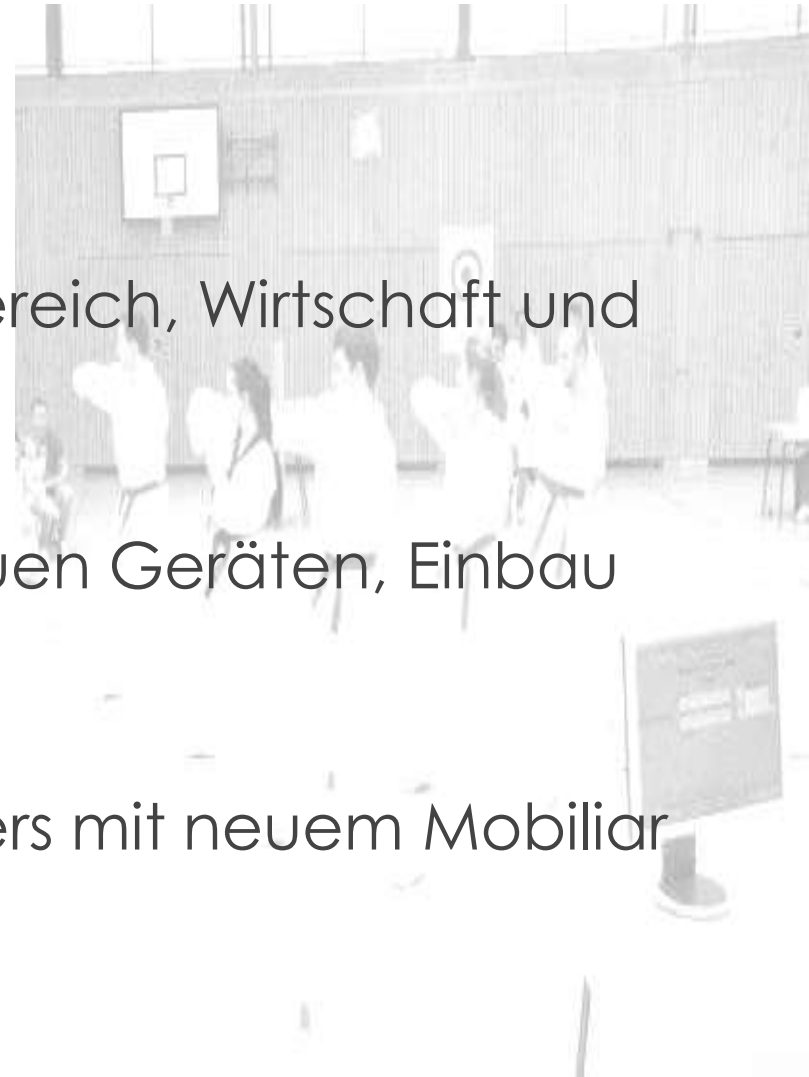 ereich, Wirtschaft und
uen Geräten, Einbau
ers mit neuem Mobiliar